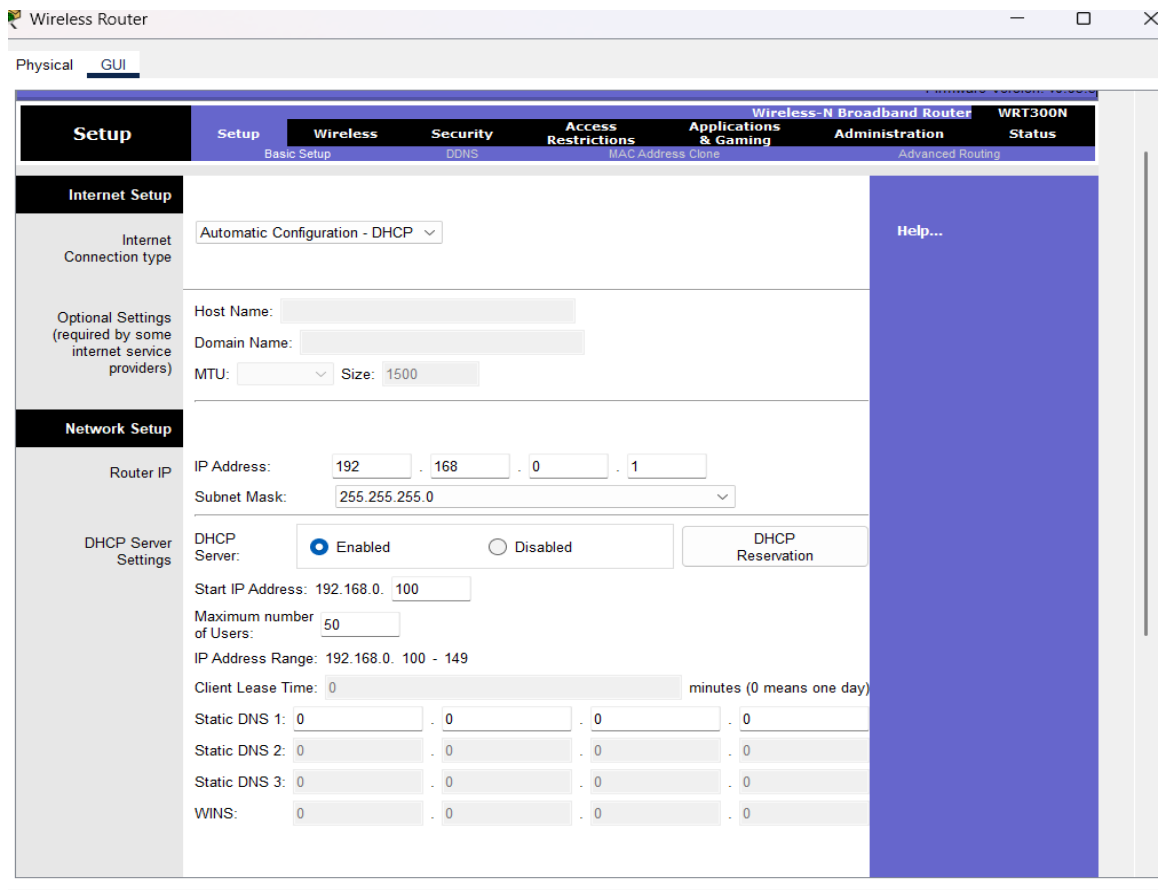 Wireless Router
Physical GUI
Wireless-N Broadband Router WRT300N
Setup Setup Wireless Security Access Restrictions Applications & Gaming Administration Status
Basic Setup DDNS MAC Address Clone Advanced Routing
Internet Setup
Internet Connection type
Automatic Configuration - DHCP
Help...
Optional Settings
(required by some
internet service
providers)
Host Name:
Domain Name:
MTU: Size: 1500
Network Setup
Router IP
IP Address: 192 . 168 . 0 . 1
Subnet Mask: 255.255.255.0
DHCP Server
Settings
DHCP
Server: Enabled Disabled
DHCP
Reservation
Start IP Address: 192.168.0. 100
Maximum number
of Users: 50
IP Address Range: 192.168.0. 100 - 149
Client Lease Time: 0 minutes (0 means one day)
Static DNS 1: 0 . 0 . 0 . 0
Static DNS 2: 0 . 0 . 0 . 0
Static DNS 3: 0 . 0 . 0 . 0
WINS: 0 . 0 . 0 . 0